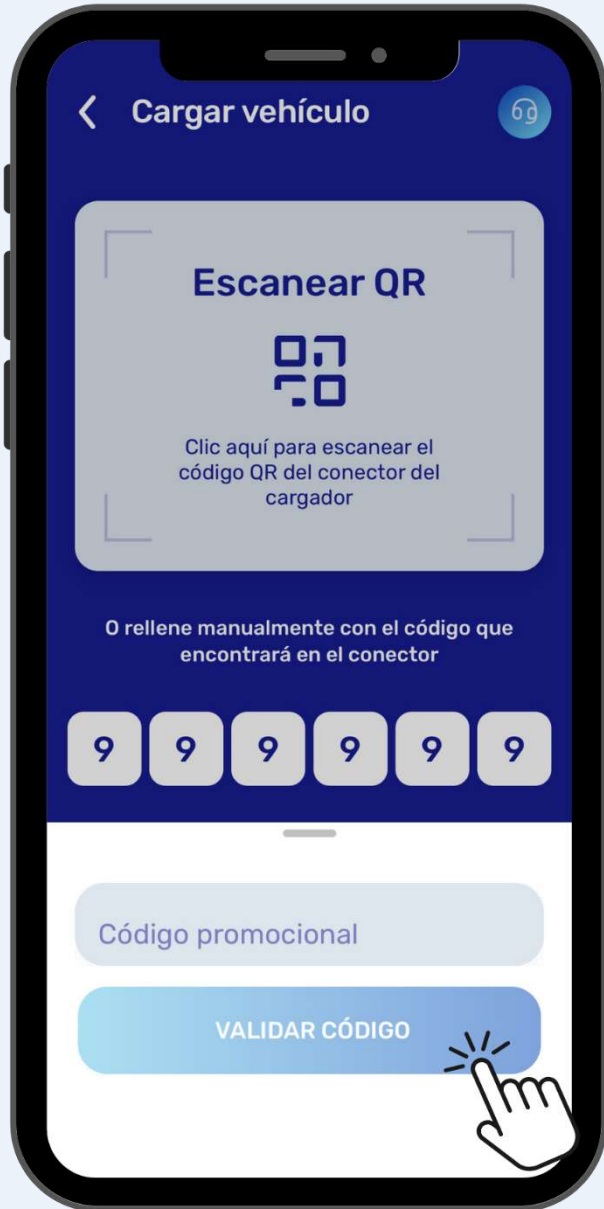 Cargar vehículo
Escanear QR
Clic aquí para escanear el
código QR del conector del
cargador
O rellene manualmente con el código que
encontrará en el conector
9 9 9 9 9 9
Código promocional
VALIDAR CÓDIGO